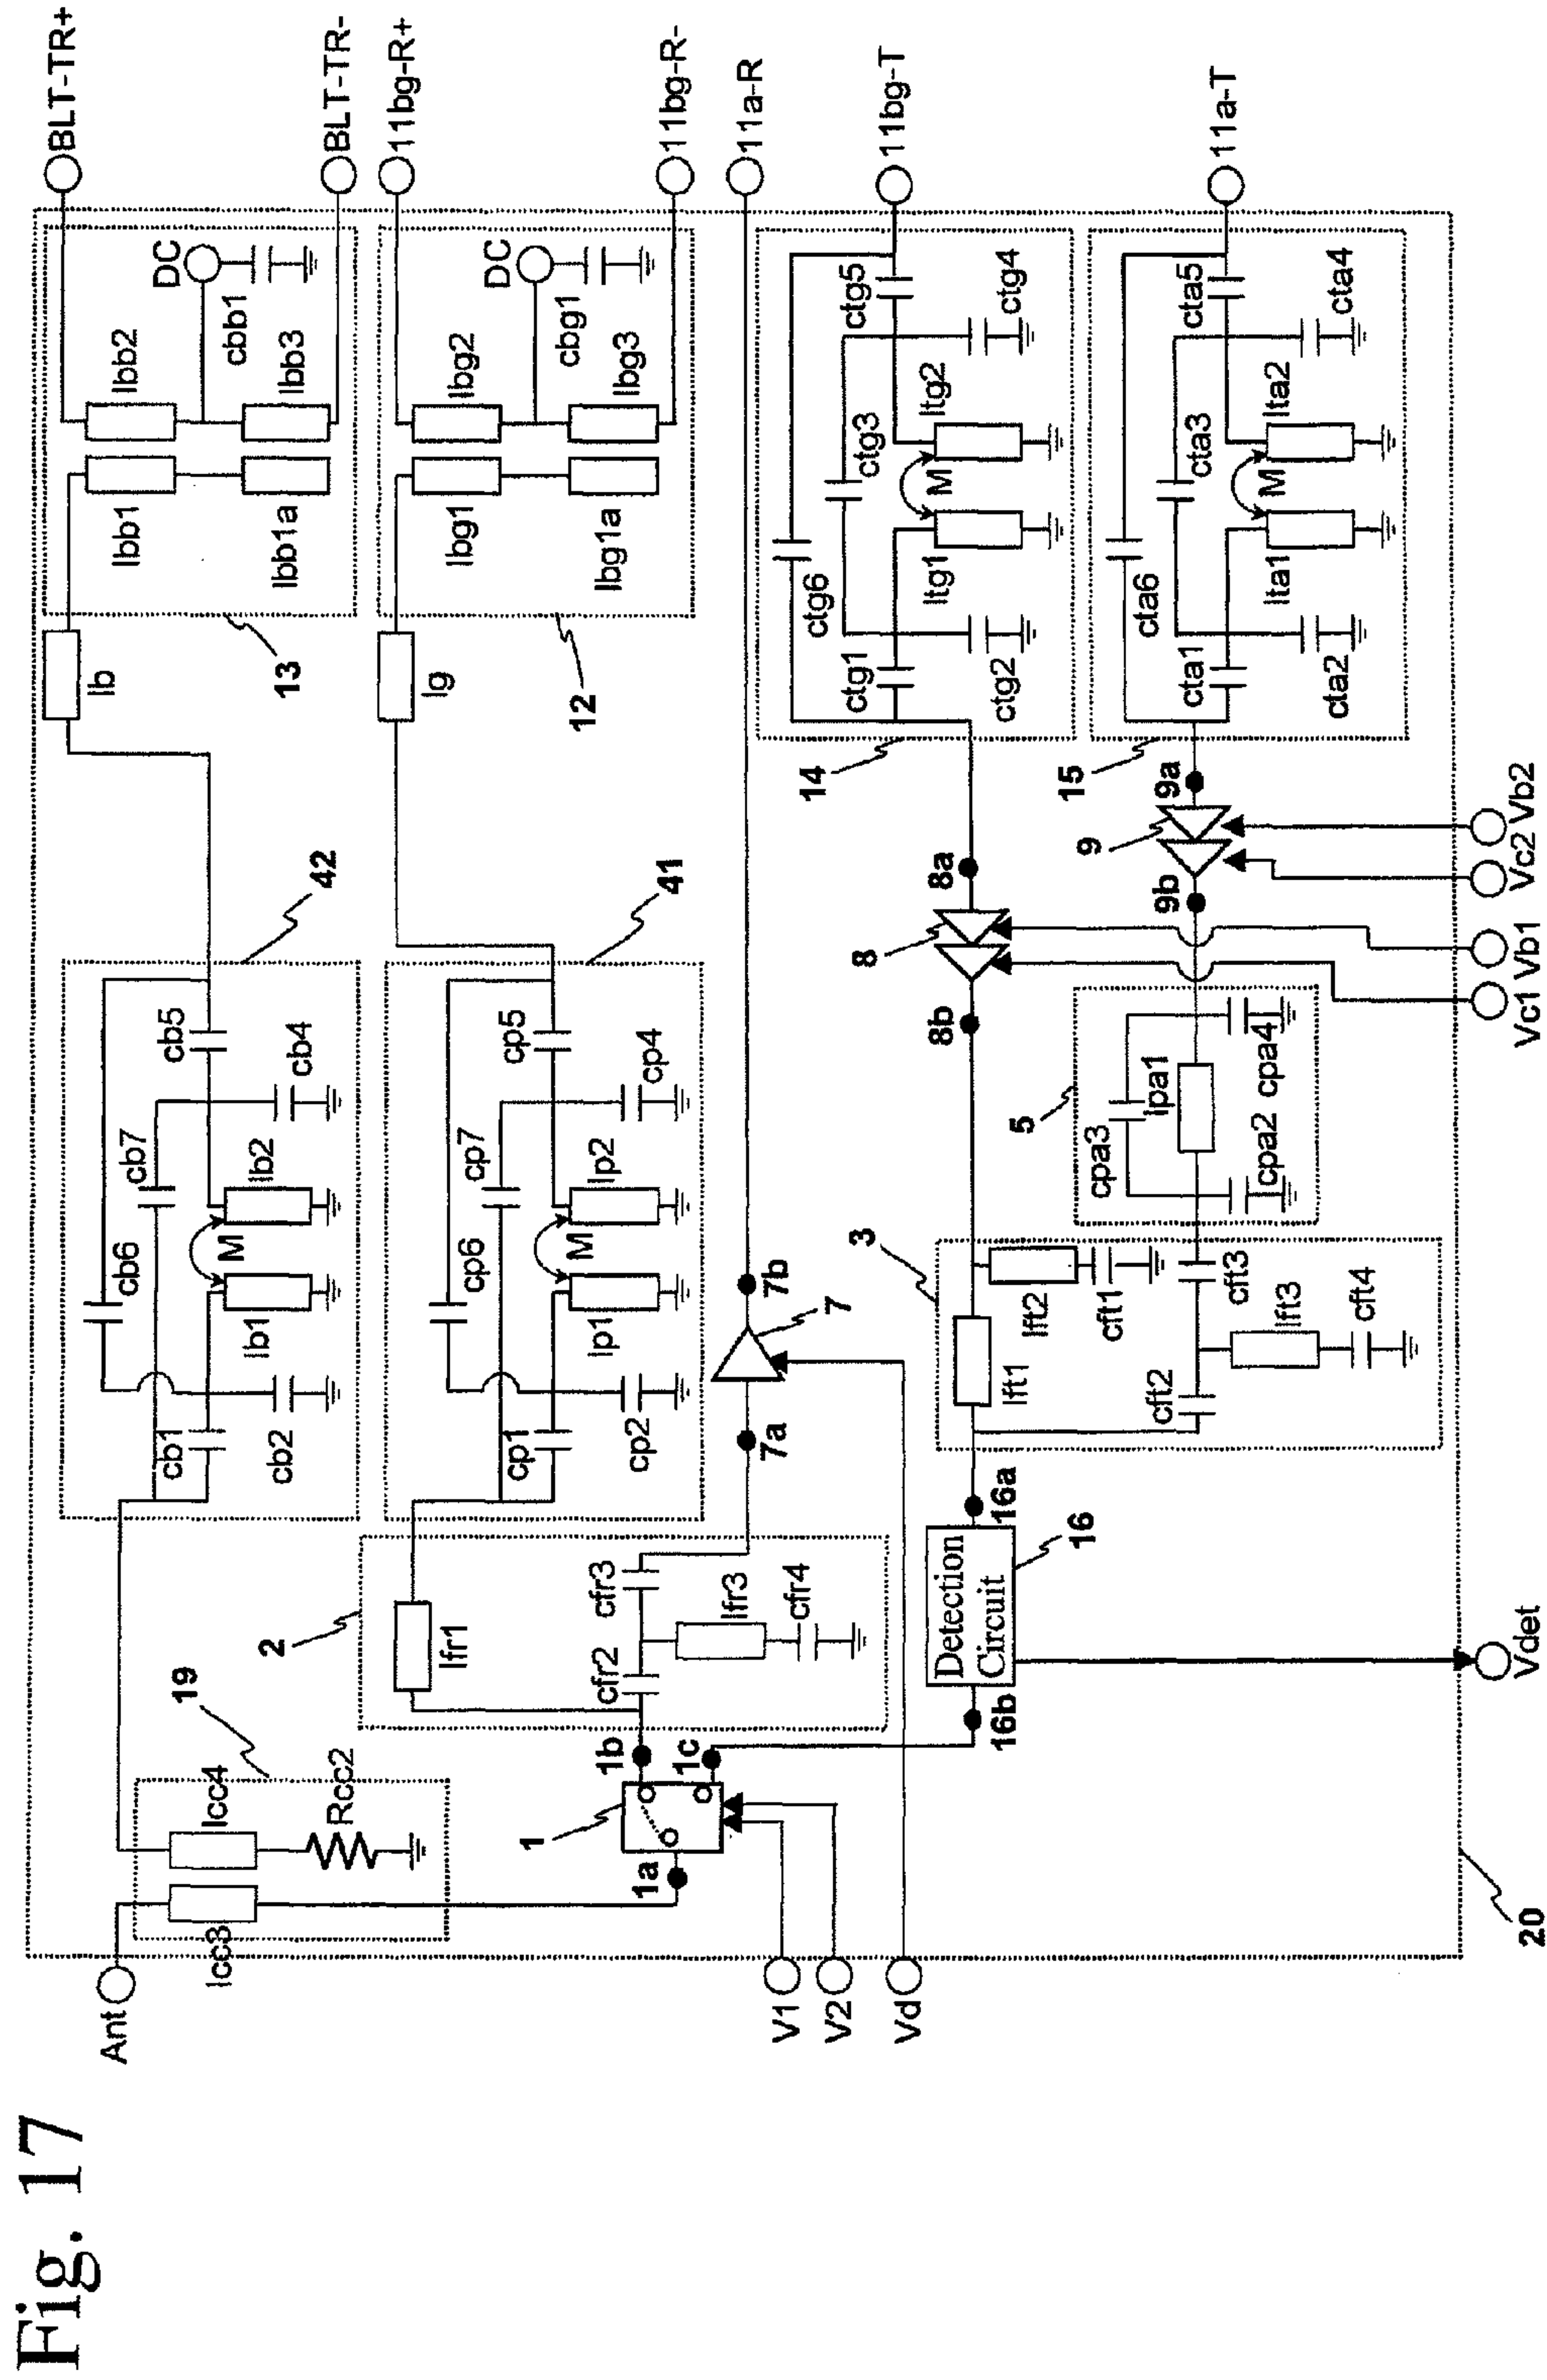 Fig. 17
Ant
V1
V2
Vd
19
lcc4
lcc3
Rcc2
1
1a
1b
1c
2
lfr1
cfr2
cfr3
lfr3
cfr4
42
cb6
cb7
cb5
cb1
cb2
cb4
lb1
M
lb2
41
cp6
cp7
cp5
cp1
cp2
cp4
lp1
M
lp2
lb
13
lbb1
lbb2
lbb1a
lbb3
cbb1
DC
BLT-TR+
BLT-TR-
lg
12
lbg1
lbg2
lbg1a
lbg3
cbg1
DC
11bg-R+
11bg-R-
7a
7
7b
11a-R
16b
Detection
Circuit
16
16a
Vdet
3
lft1
lft2
cft1
cft2
cft3
lft3
cft4
5
cpa3
lpa1
cpa2
cpa4
8b
8
8a
9b
9
9a
Vc1
Vb1
Vc2
Vb2
14
ctg6
ctg3
ctg1
ctg5
ctg2
ctg4
ltg1
M
ltg2
11bg-T
15
cta6
cta3
cta1
cta5
cta2
cta4
lta1
M
lta2
11a-T
20